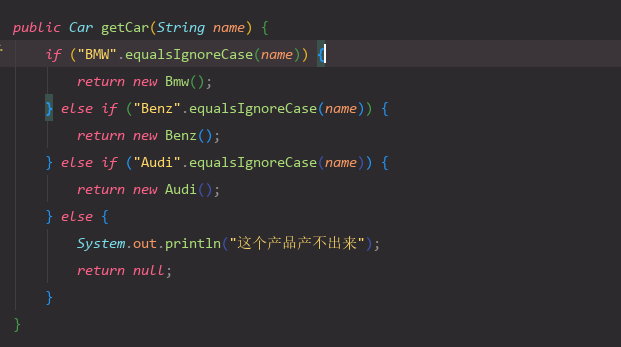 public Car getCar(String name) {
if ("BMW".equalsIgnoreCase(name)) {
return new Bmw();
} else if ("Benz".equalsIgnoreCase(name)) {
return new Benz();
} else if ("Audi".equalsIgnoreCase(name)) {
return new Audi();
} else {
System.out.println("这个产品产不出来");
return null;
}
}